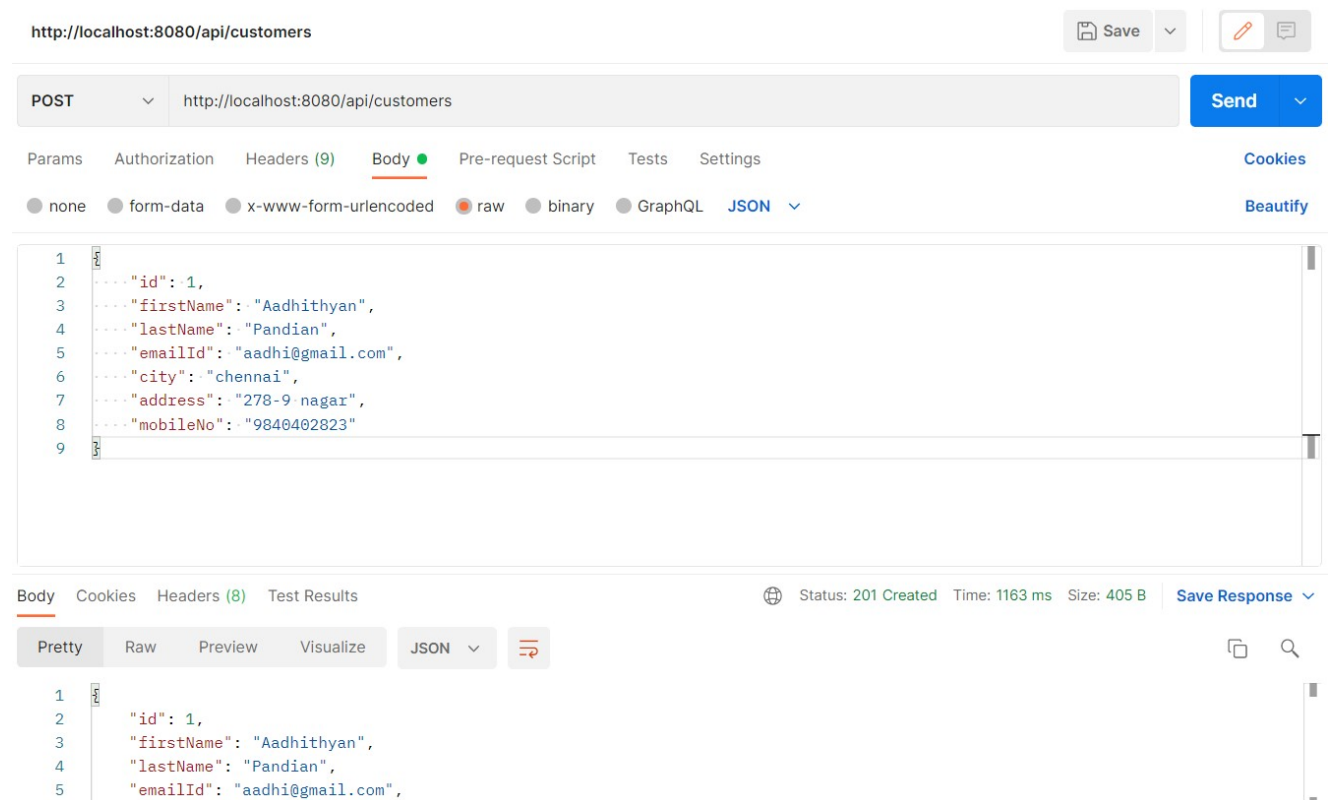 http://localhost:8080/api/customers Save
POST http://localhost:8080/api/customers Send
Params Authorization Headers (9) Body Pre-request Script Tests Settings Cookies
none form-data x-www-form-urlencoded raw binary GraphQL JSON Beautify
1 {
2 "id": 1,
3 "firstName": "Aadhithyan",
4 "lastName": "Pandian",
5 "emailId": "aadhi@gmail.com",
6 "city": "chennai",
7 "address": "278-9 nagar",
8 "mobileNo": "9840402823"
9 }
Body Cookies Headers (8) Test Results Status: 201 Created Time: 1163 ms Size: 405 B Save Response
Pretty Raw Preview Visualize JSON
1 {
2 "id": 1,
3 "firstName": "Aadhithyan",
4 "lastName": "Pandian",
5 "emailId": "aadhi@gmail.com",